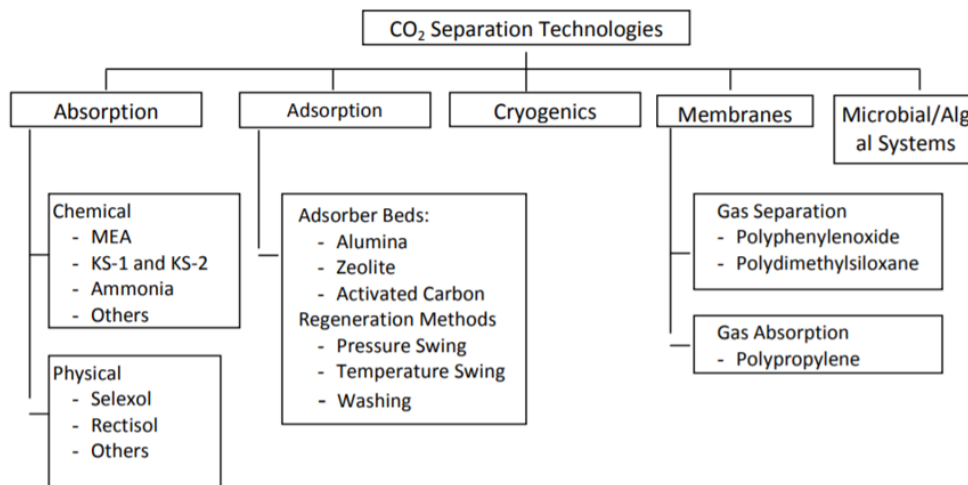 CO₂ Separation Technologies
Absorption
Adsorption
Cryogenics
Membranes
Microbial/Alg
al Systems
Chemical
- MEA
- KS-1 and KS-2
- Ammonia
- Others
Physical
- Selexol
- Rectisol
- Others
Adsorber Beds:
- Alumina
- Zeolite
- Activated Carbon
Regeneration Methods
- Pressure Swing
- Temperature Swing
- Washing
Gas Separation
- Polyphenylenoxide
- Polydimethylsiloxane
Gas Absorption
- Polypropylene